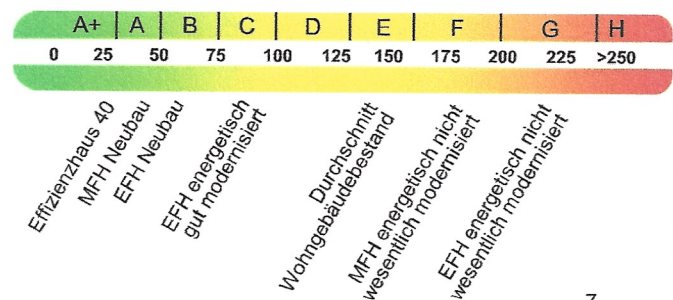 A+ A B C D E F G H
0 25 50 75 100 125 150 175 200 225 >250
Effizienzhaus 40
MFH Neubau
EFH Neubau
EFH energetisch
gut modernisiert
Durchschnitt
Wohngebäudebestand
MFH energetisch nicht
wesentlich modernisiert
EFH energetisch nicht
wesentlich modernisiert